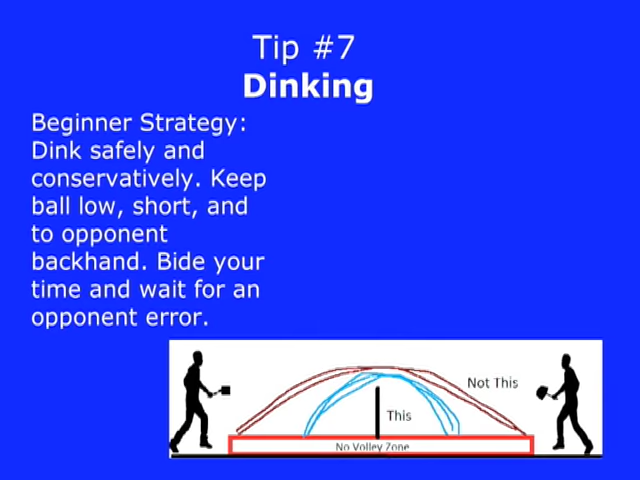 Tip #7
Dinking
Beginner Strategy:
Dink safely and
conservatively. Keep
ball low, short, and
to opponent
backhand. Bide your
time and wait for an
opponent error.
Not This
This
No Volley Zone